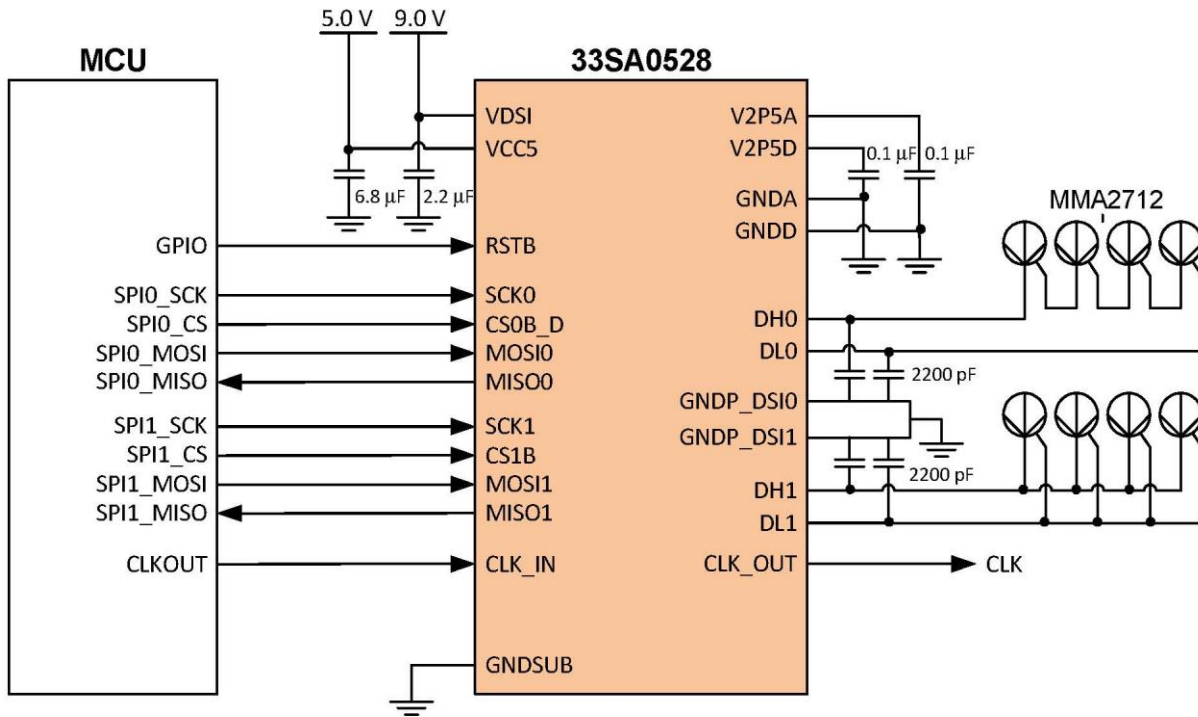 5.0 V 9.0 V
MCU
33SA0528
VDSI
VCC5
6.8 µF 2.2 µF
V2P5A
V2P5D
0.1 µF 0.1 µF
GNDA
GNDD
MMA2712
GPIO
RSTB
SPI0_SCK
SCK0
SPI0_CS
CS0B_D
SPI0_MOSI
MOSI0
SPI0_MISO
MISO0
DH0
DL0
2200 pF
GNDP_DSI0
GNDP_DSI1
2200 pF
SPI1_SCK
SCK1
SPI1_CS
CS1B
SPI1_MOSI
MOSI1
SPI1_MISO
MISO1
DH1
DL1
CLKOUT
CLK_IN
CLK_OUT
CLK
GNDSUB